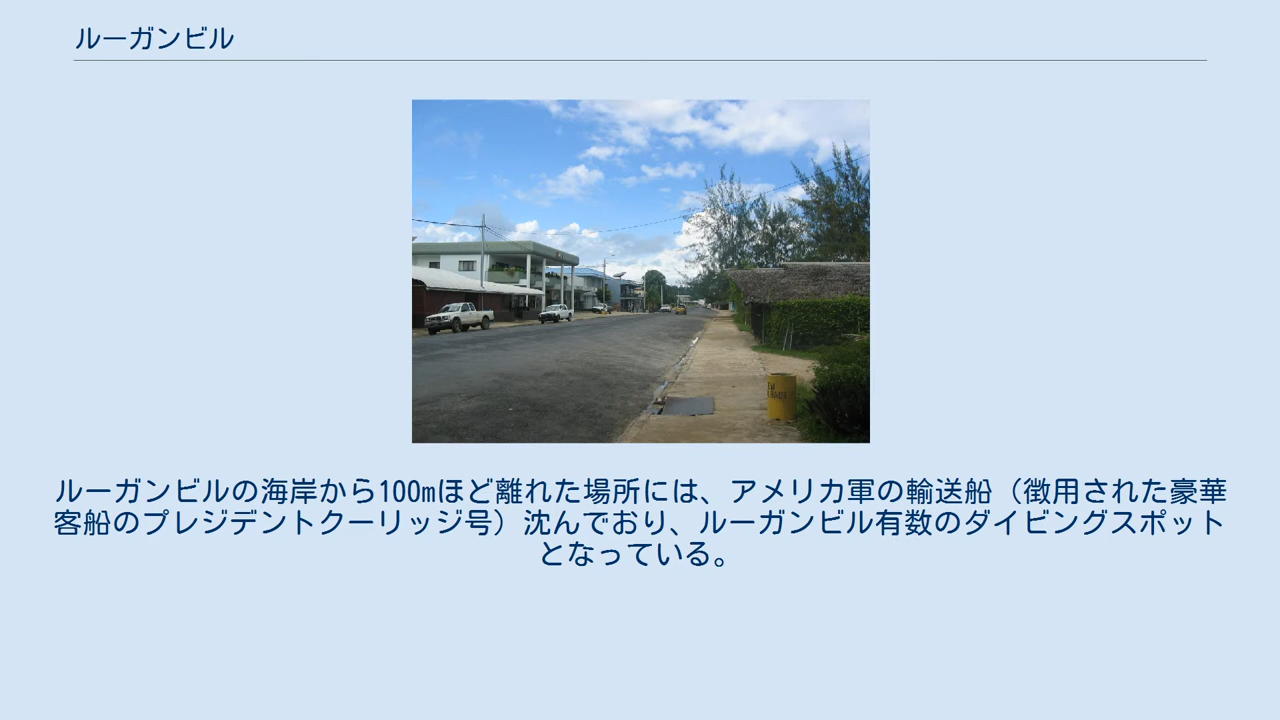 ルーガンビル
ルーガンビルの海岸から100mほど離れた場所には、アメリカ軍の輸送船（徴用された豪華
客船のプレジデントクーリッジ号）沈んでおり、ルーガンビル有数のダイビングスポット
となっている。